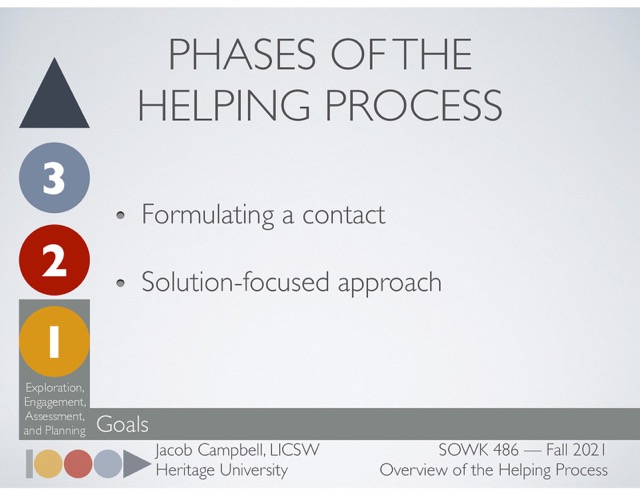 PHASES OF THE
HELPING PROCESS
3
2
1
• Formulating a contact
• Solution-focused approach
Exploration,
Engagement,
Assessment,
and Planning
Goals
Jacob Campbell, LICSW
Heritage University
SOWK 486 — Fall 2021
Overview of the Helping Process